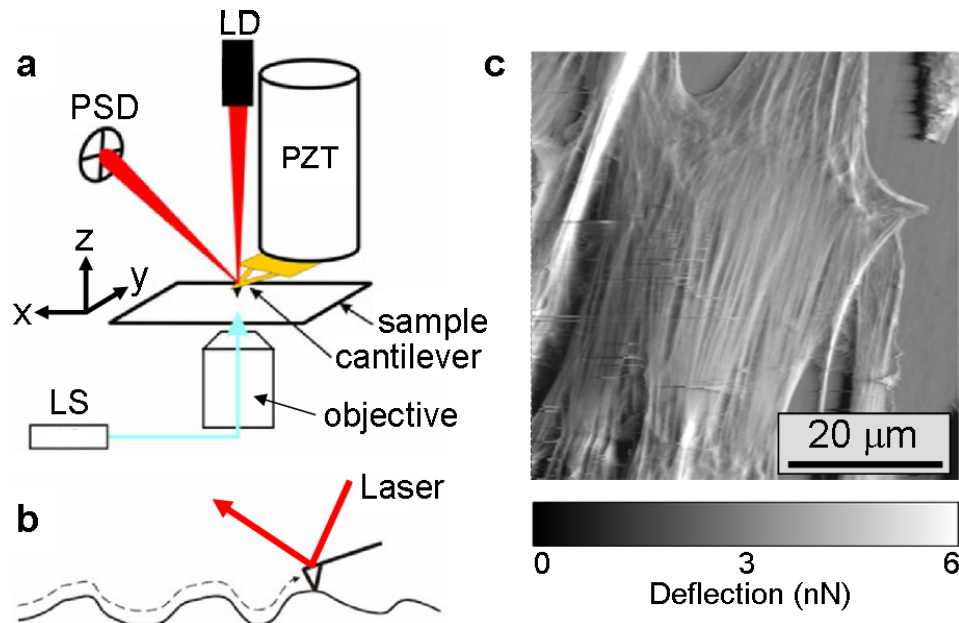 a
LD
PSD
PZT
z
y
x
sample
cantilever
objective
LS
b
Laser
c
20 μm
0 3 6
Deflection (nN)